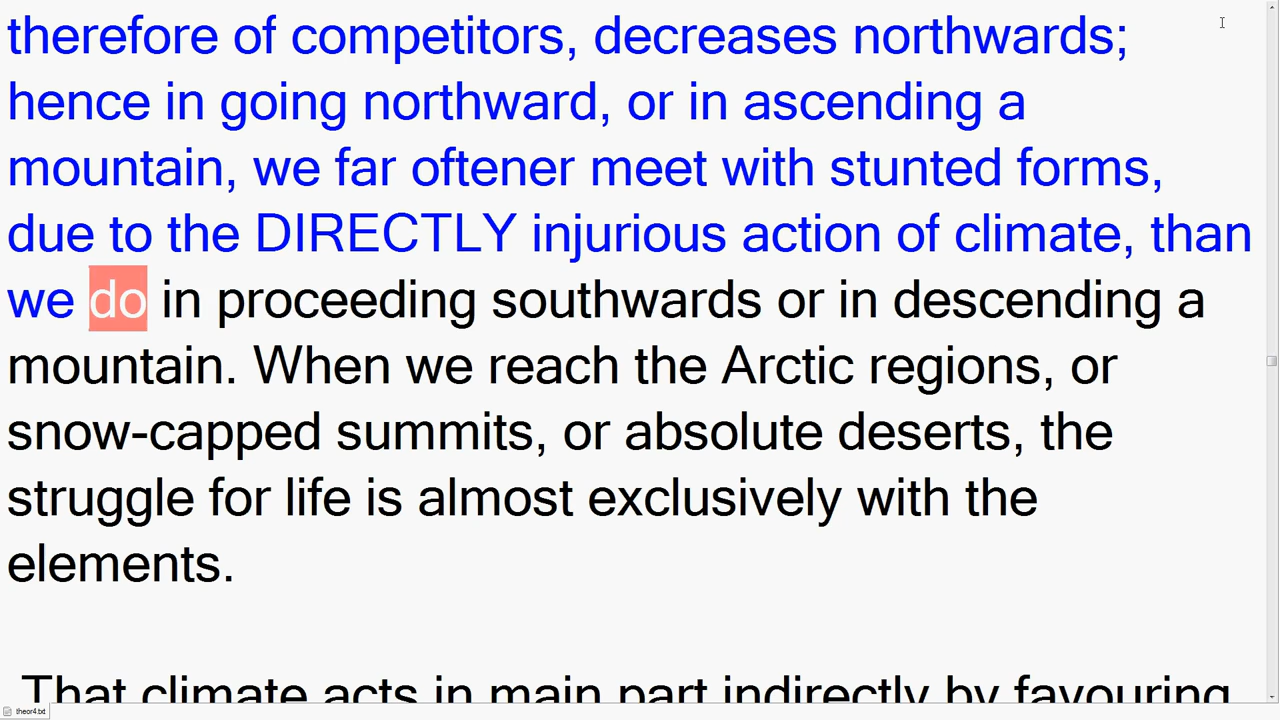 therefore of competitors, decreases northwards;
hence in going northward, or in ascending a
mountain, we far oftener meet with stunted forms,
due to the DIRECTLY injurious action of climate, than
we do in proceeding southwards or in descending a
mountain. When we reach the Arctic regions, or
snow-capped summits, or absolute deserts, the
struggle for life is almost exclusively with the
elements.
That climate acts in main part indirectly by favouring
theor4.txt